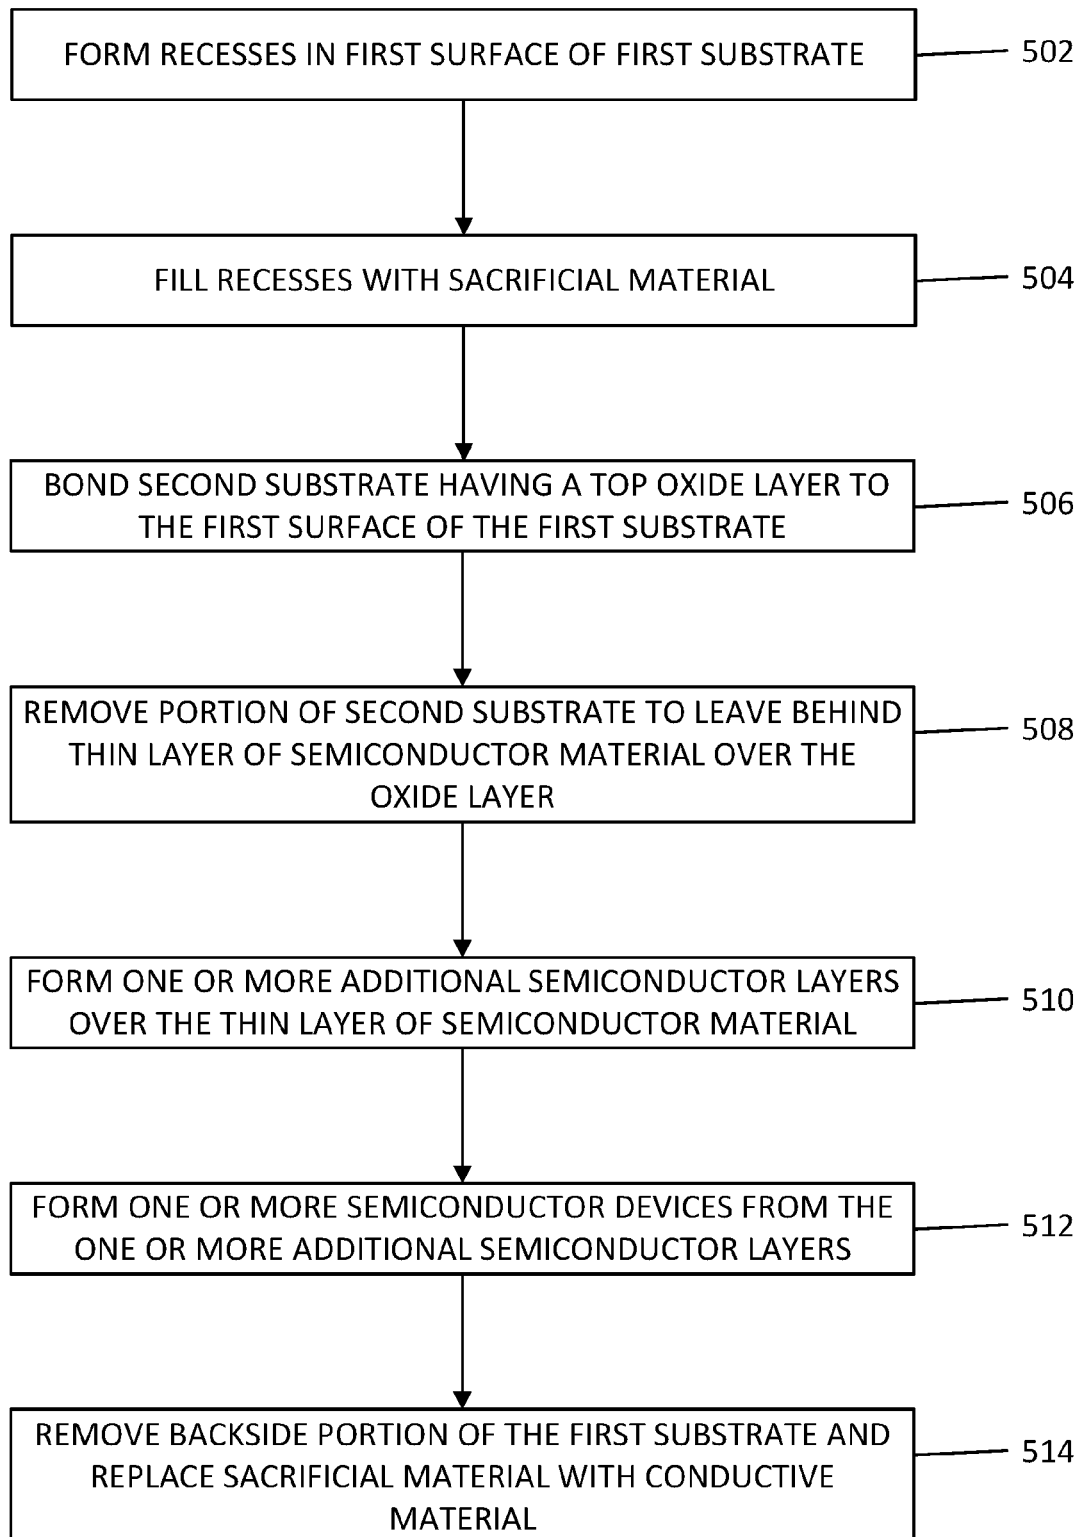 FORM RECESSES IN FIRST SURFACE OF FIRST SUBSTRATE
502
FILL RECESSES WITH SACRIFICIAL MATERIAL
504
BOND SECOND SUBSTRATE HAVING A TOP OXIDE LAYER TO
THE FIRST SURFACE OF THE FIRST SUBSTRATE
506
REMOVE PORTION OF SECOND SUBSTRATE TO LEAVE BEHIND
THIN LAYER OF SEMICONDUCTOR MATERIAL OVER THE
OXIDE LAYER
508
FORM ONE OR MORE ADDITIONAL SEMICONDUCTOR LAYERS
OVER THE THIN LAYER OF SEMICONDUCTOR MATERIAL
510
FORM ONE OR MORE SEMICONDUCTOR DEVICES FROM THE
ONE OR MORE ADDITIONAL SEMICONDUCTOR LAYERS
512
REMOVE BACKSIDE PORTION OF THE FIRST SUBSTRATE AND
REPLACE SACRIFICIAL MATERIAL WITH CONDUCTIVE
MATERIAL
514